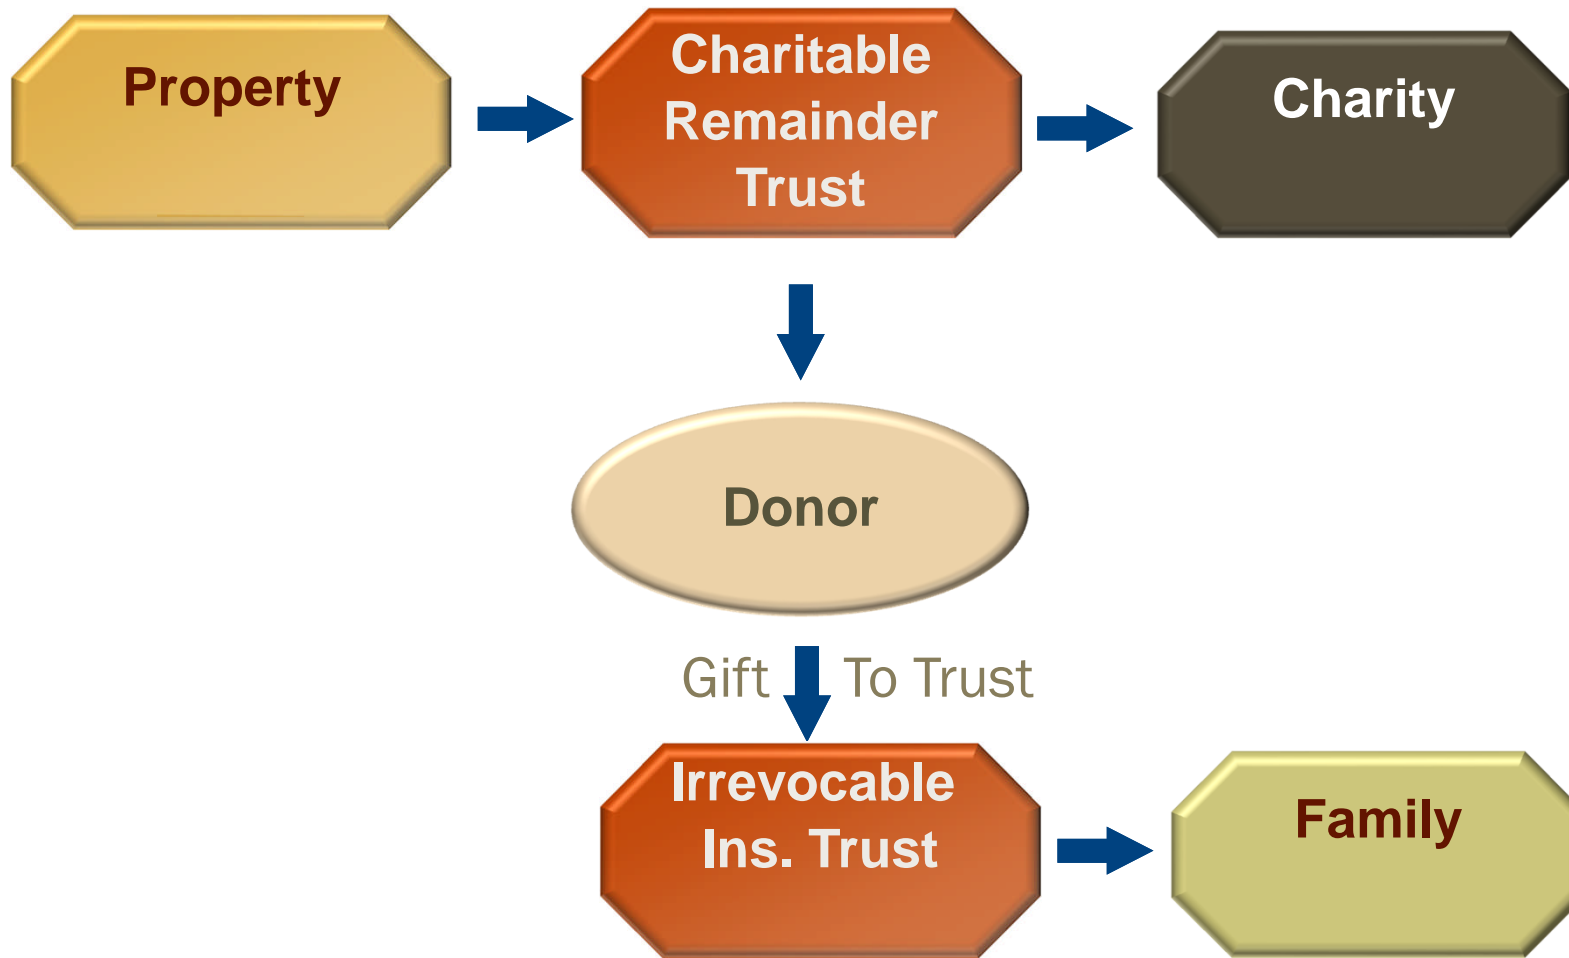 Property
Charitable
Remainder
Trust
Charity
Donor
Gift To Trust
Irrevocable
Ins. Trust
Family